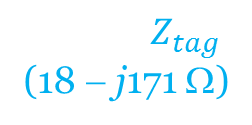 Z_tag
(18 – j171 Ω)